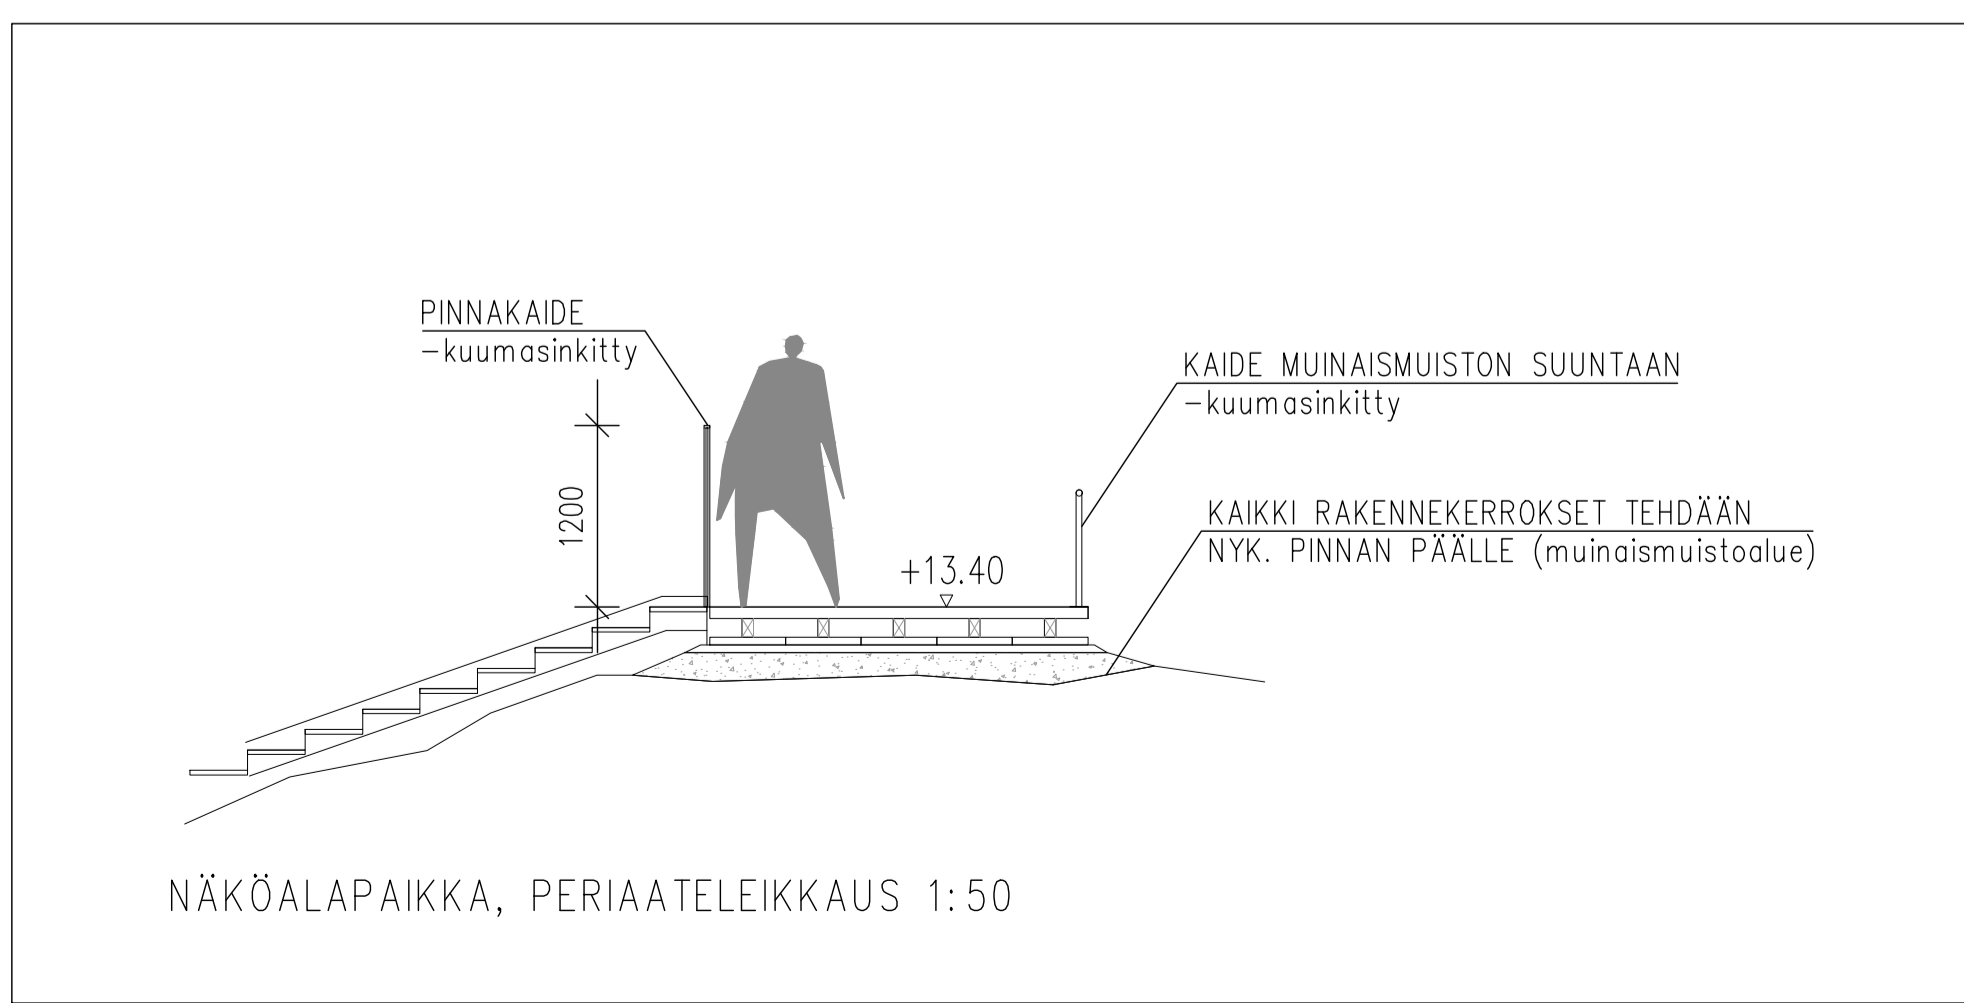 PINNAKAIDE
-kuumasinkitty
KAIDE MUINAISMUISTON SUUNTAAN
-kuumasinkitty
1200
+13.40
KAIKKI RAKENNEKERROKSET TEHDÄÄN
NYK. PINNAN PÄÄLLE (muinaismuistoalue)
NÄKÖALAPAIKKA, PERIAATELEIKKAUS 1:50